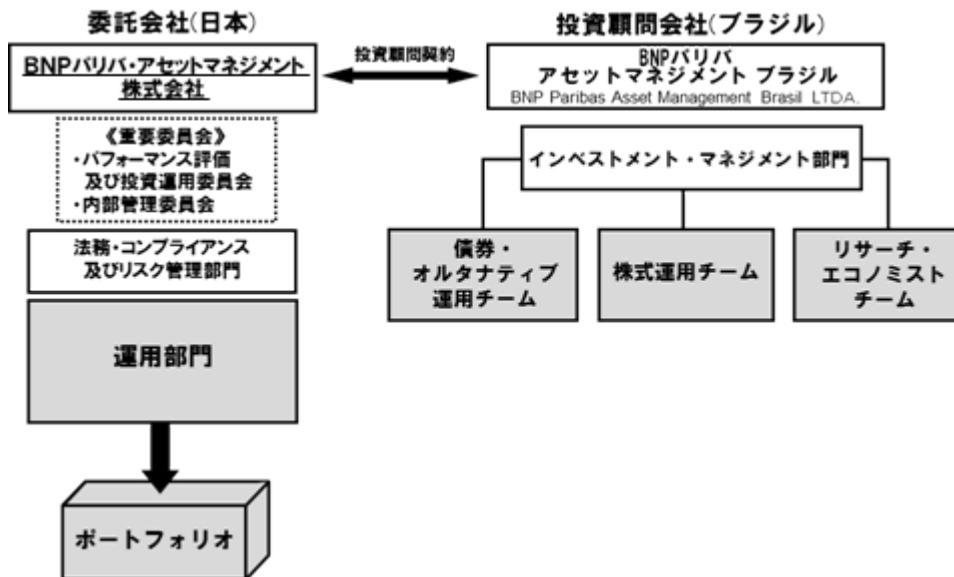 委託会社(日本)
BNPパリバ・アセットマネジメント
株式会社
投資顧問契約
投資顧問会社(ブラジル)
BNPパリバ
アセットマネジメント ブラジル
BNP Paribas Asset Management Brasil LTDA.
《重要委員会》
・パフォーマンス評価
及び投資運用委員会
・内部管理委員会
法務・コンプライアンス
及びリスク管理部門
運用部門
ポートフォリオ
インベストメント・マネジメント部門
債券・
オルタナティブ
運用チーム
株式運用チーム
リサーチ・
エコノミスト
チーム